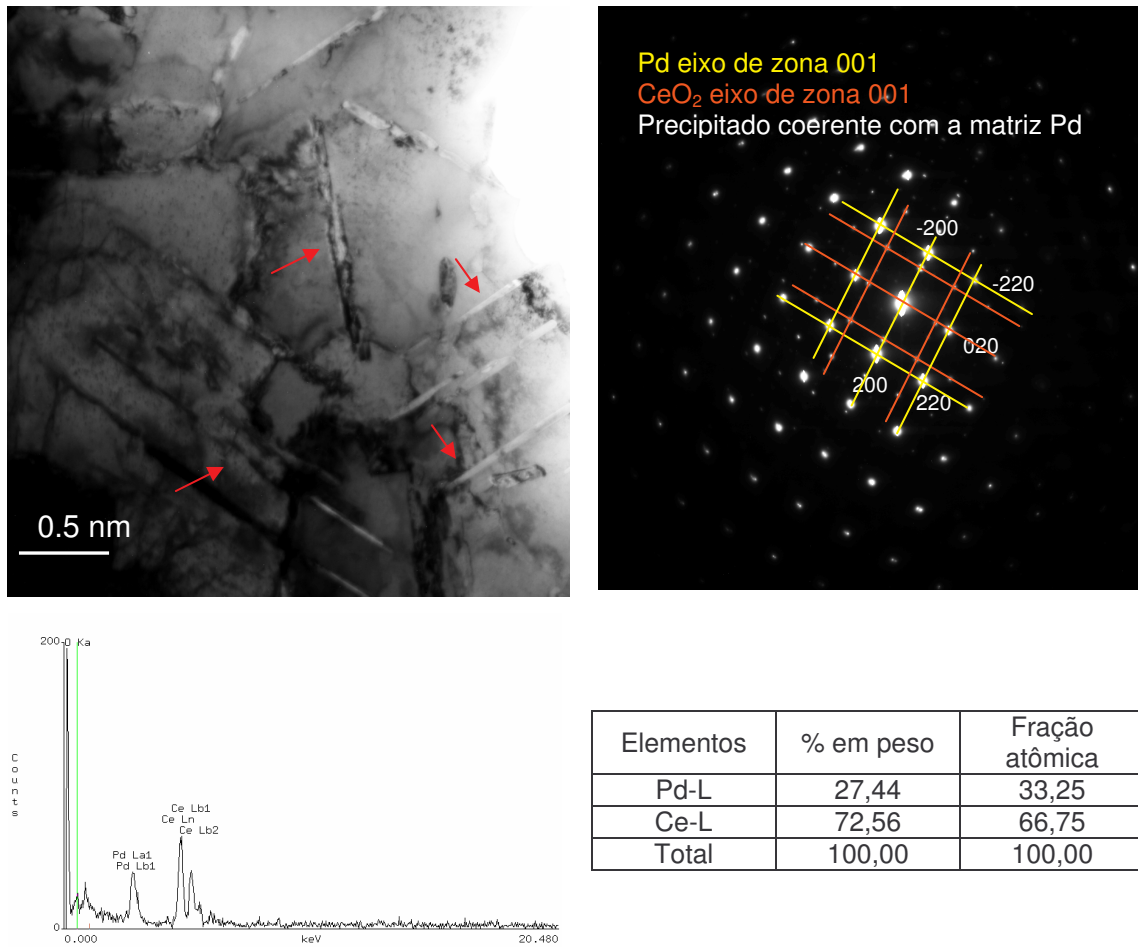 0.5 nm
Pd eixo de zona 001
CeO₂ eixo de zona 001
Precipitado coerente com a matriz Pd
-200
-220
020
200
220
200
O Ka
Counts
Ce Lb1
Ce Ln
Ce Lb2
Pd La1
Pd Lb1
0
0.000
keV
20.480
Elementos % em peso Fração atômica
Pd-L 27,44 33,25
Ce-L 72,56 66,75
Total 100,00 100,00